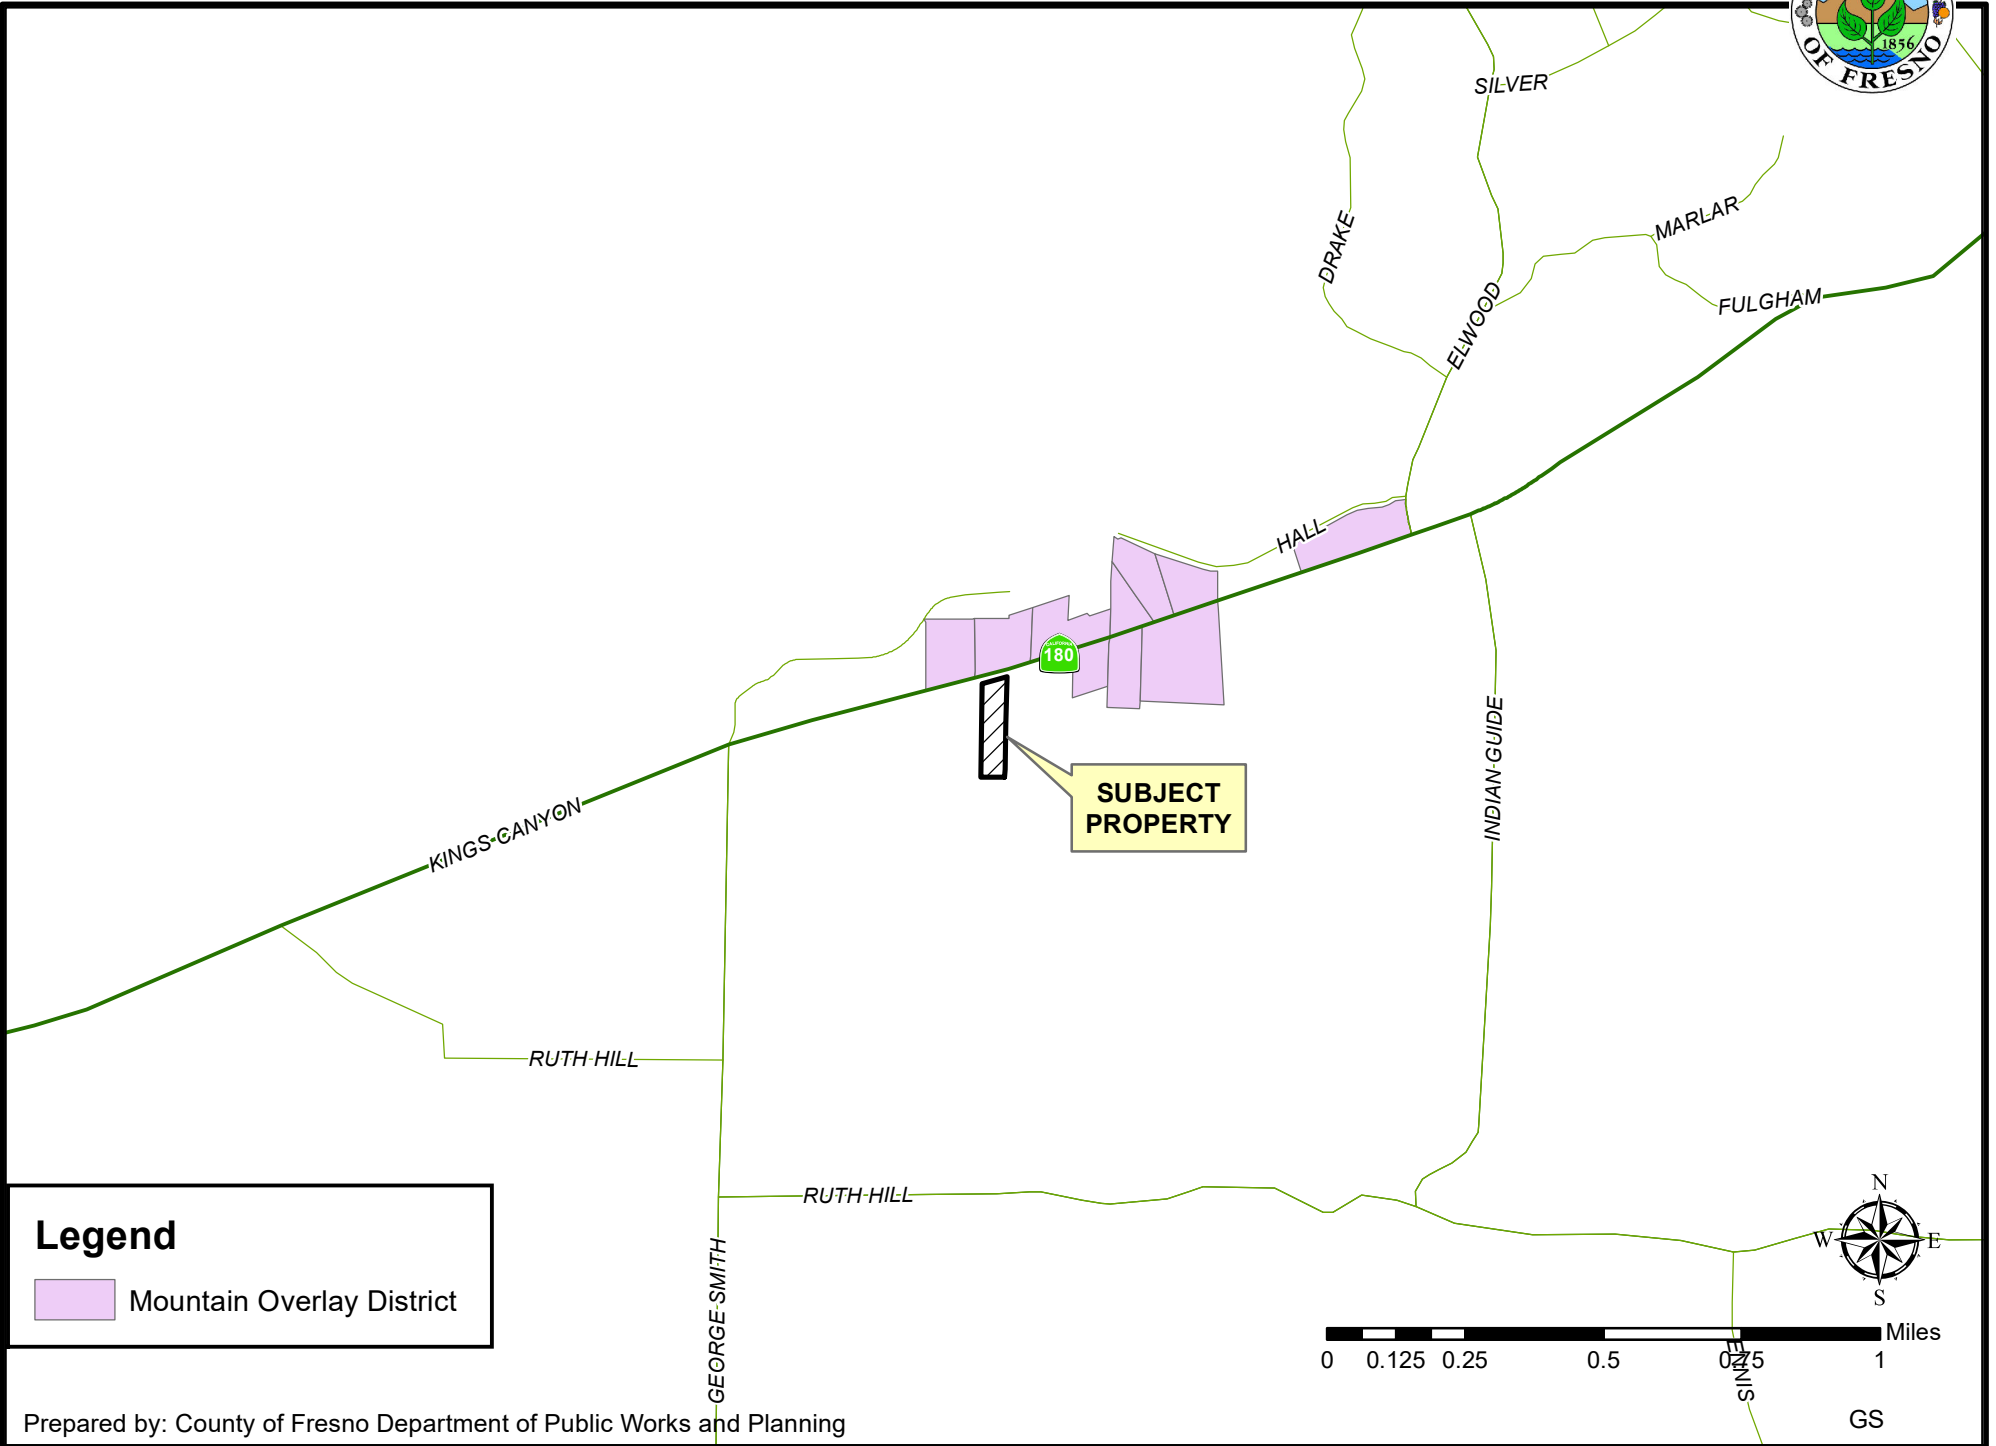 1856
OF FRESNO
SILVER
MARLAR
DRAKE
FULGHAM
ELWOOD
HALL
CALIFORNIA
180
INDIAN GUIDE
SUBJECT
PROPERTY
KINGS CANYON
RUTH HILL
RUTH HILL
GEORGE SMITH
Legend
Mountain Overlay District
N
W
E
S
Miles
0 0.125 0.25 0.5 0.75 1
ENNIS
GS
Prepared by: County of Fresno Department of Public Works and Planning